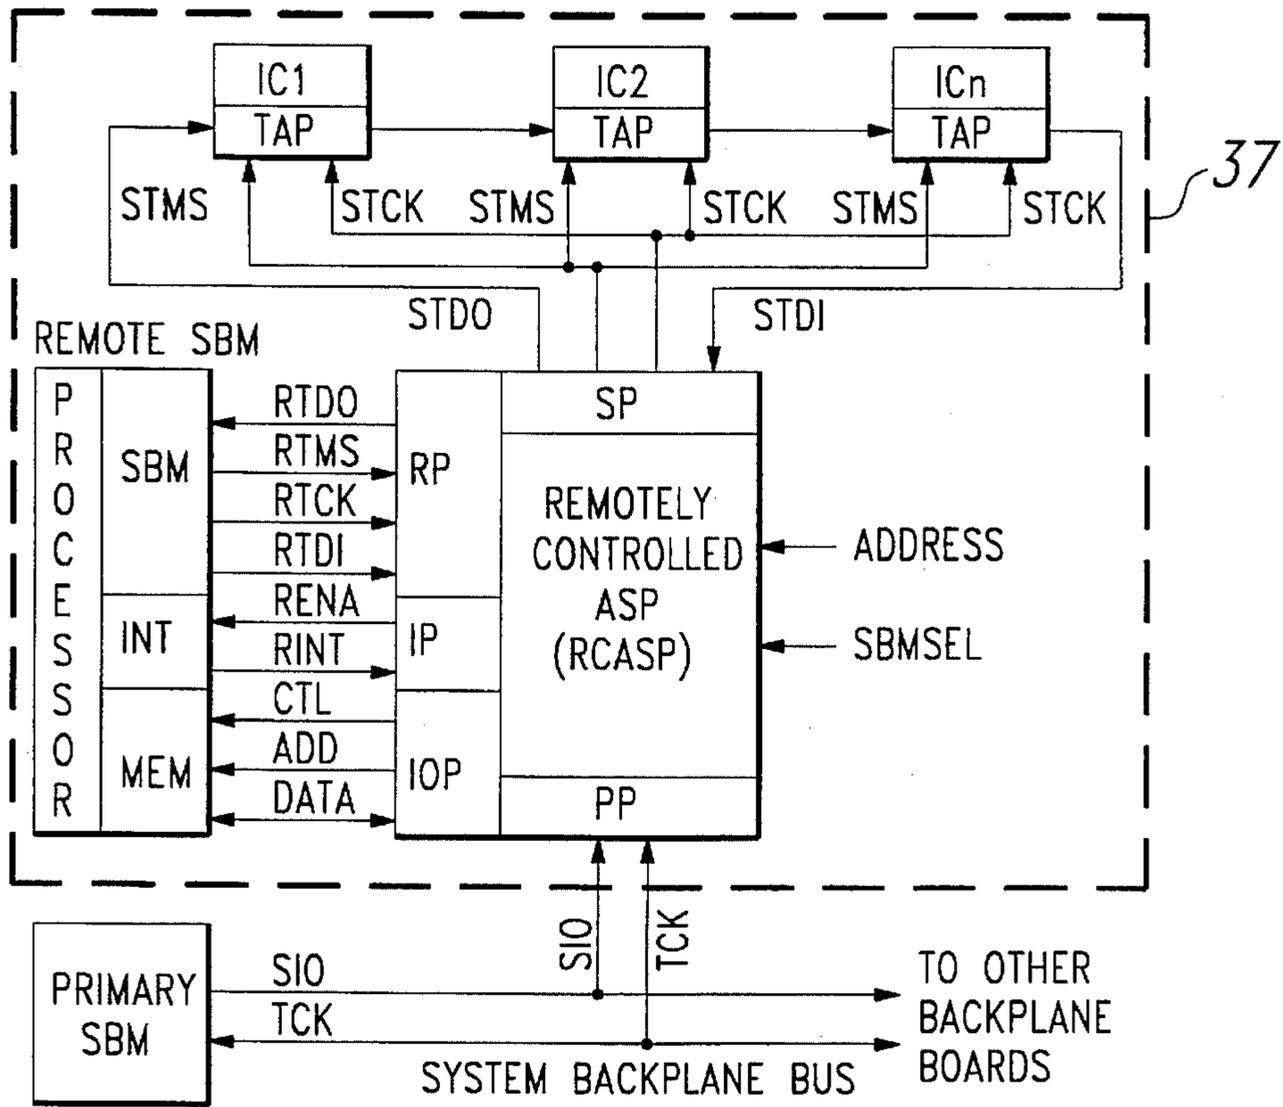 IC1
TAP
IC2
TAP
ICn
TAP
37
STMS
STCK
STMS
STCK
STMS
STCK
STDO
STDI
REMOTE SBM
PROCESSOR
SBM
INT
MEM
RTDO
RTMS
RTCK
RTDI
RENA
RINT
CTL
ADD
DATA
RP
IP
IOP
SP
REMOTELY
CONTROLLED
ASP
(RCASP)
PP
ADDRESS
SBMSEL
SIO
TCK
PRIMARY
SBM
SIO
TCK
SYSTEM BACKPLANE BUS
TO OTHER
BACKPLANE
BOARDS